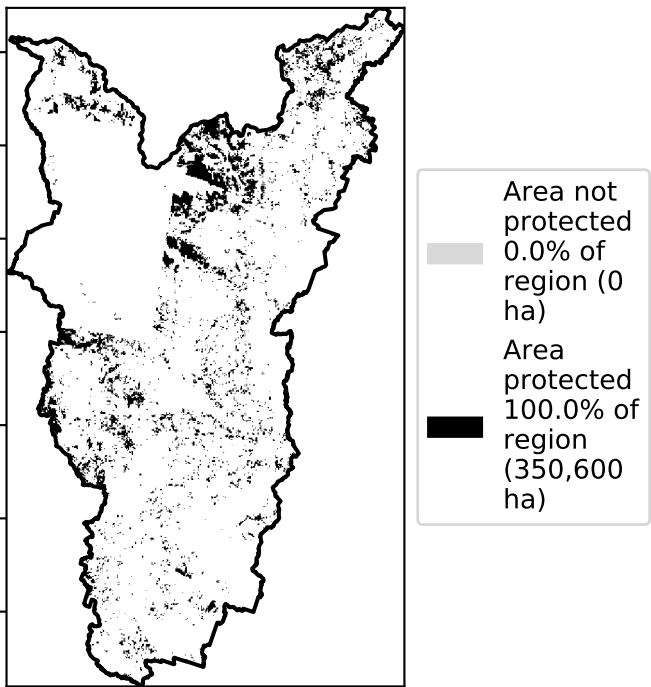 Area not
protected
0.0% of
region (0
ha)
Area
protected
100.0% of
region
(350,600
ha)